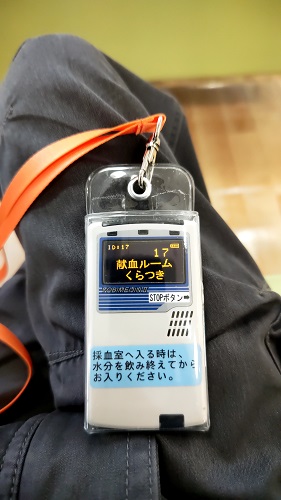 10:17
17
献血ルーム
くらつき
STOPボタン➡
採血室へ入る時は、
水分を飲み終えてから
お入りください。